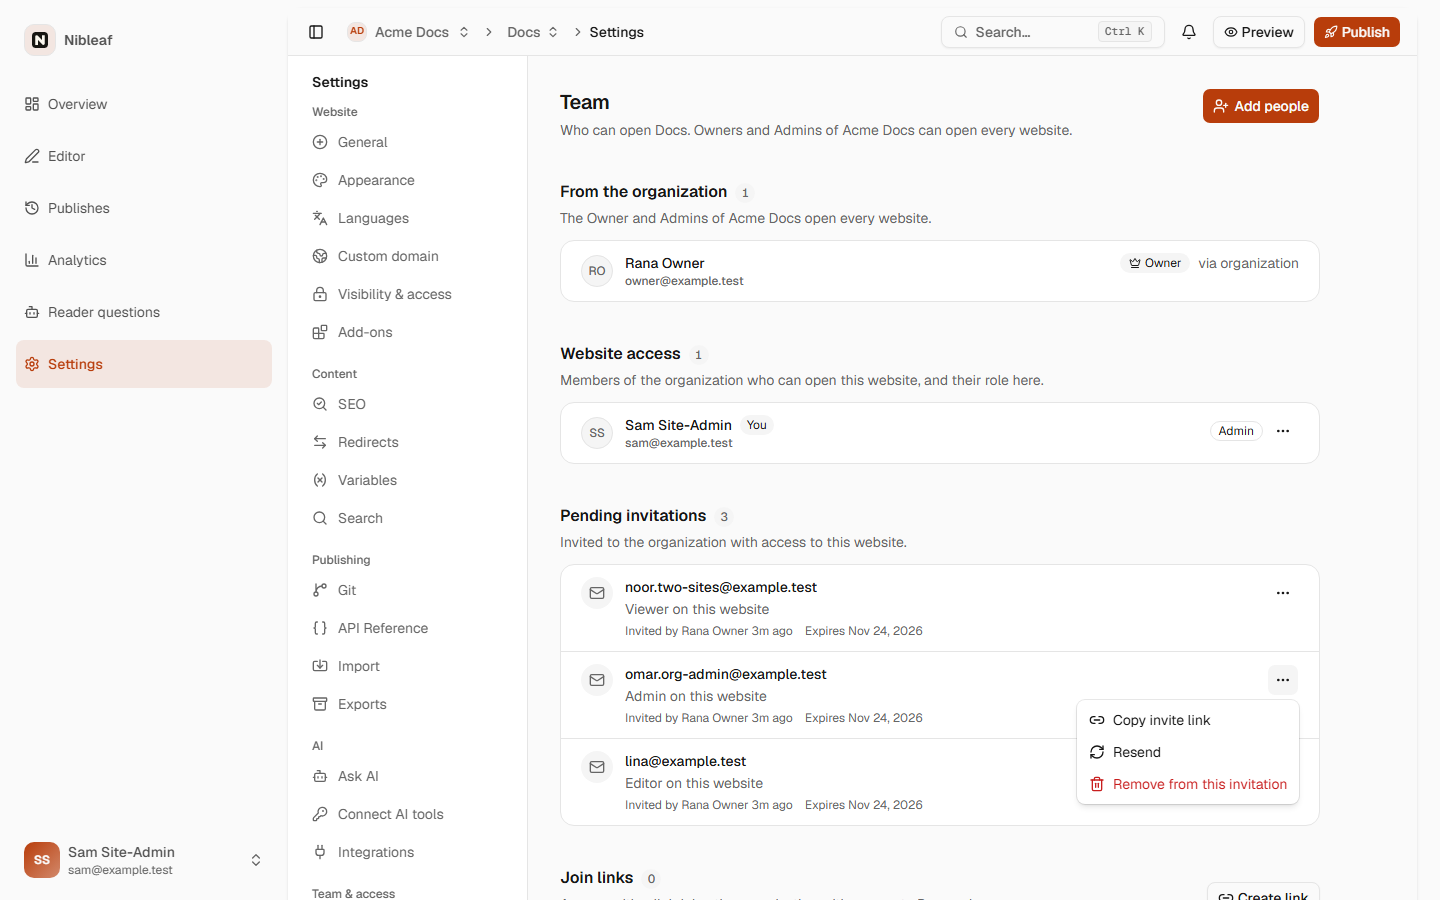 Nibleaf
Overview
Editor
Publishes
Analytics
Reader questions
Settings
SS
Sam Site-Admin
sam@example.test
AD Acme Docs
Docs
Settings
Search...
Ctrl K
Preview
Publish
Settings
Website
General
Appearance
Languages
Custom domain
Visibility & access
Add-ons
Content
SEO
Redirects
Variables
Search
Publishing
Git
API Reference
Import
Exports
AI
Ask AI
Connect AI tools
Integrations
Team & access
Team
Who can open Docs. Owners and Admins of Acme Docs can open every website.
Add people
From the organization 1
The Owner and Admins of Acme Docs open every website.
RO
Rana Owner
owner@example.test
Owner
via organization
Website access 1
Members of the organization who can open this website, and their role here.
SS
Sam Site-Admin You
sam@example.test
Admin
Pending invitations 3
Invited to the organization with access to this website.
noor.two-sites@example.test
Viewer on this website
Invited by Rana Owner 3m ago Expires Nov 24, 2026
omar.org-admin@example.test
Admin on this website
Invited by Rana Owner 3m ago Expires Nov 24, 2026
lina@example.test
Editor on this website
Invited by Rana Owner 3m ago Expires Nov 24, 2026
Copy invite link
Resend
Remove from this invitation
Join links 0
Create link